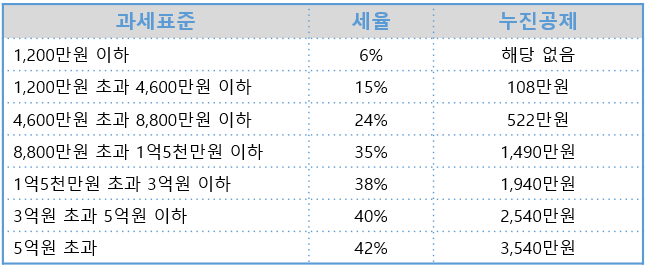 과세표준 세율 누진공제
1,200만원 이하 6% 해당 없음
1,200만원 초과 4,600만원 이하 15% 108만원
4,600만원 초과 8,800만원 이하 24% 522만원
8,800만원 초과 1억5천만원 이하 35% 1,490만원
1억5천만원 초과 3억원 이하 38% 1,940만원
3억원 초과 5억원 이하 40% 2,540만원
5억원 초과 42% 3,540만원